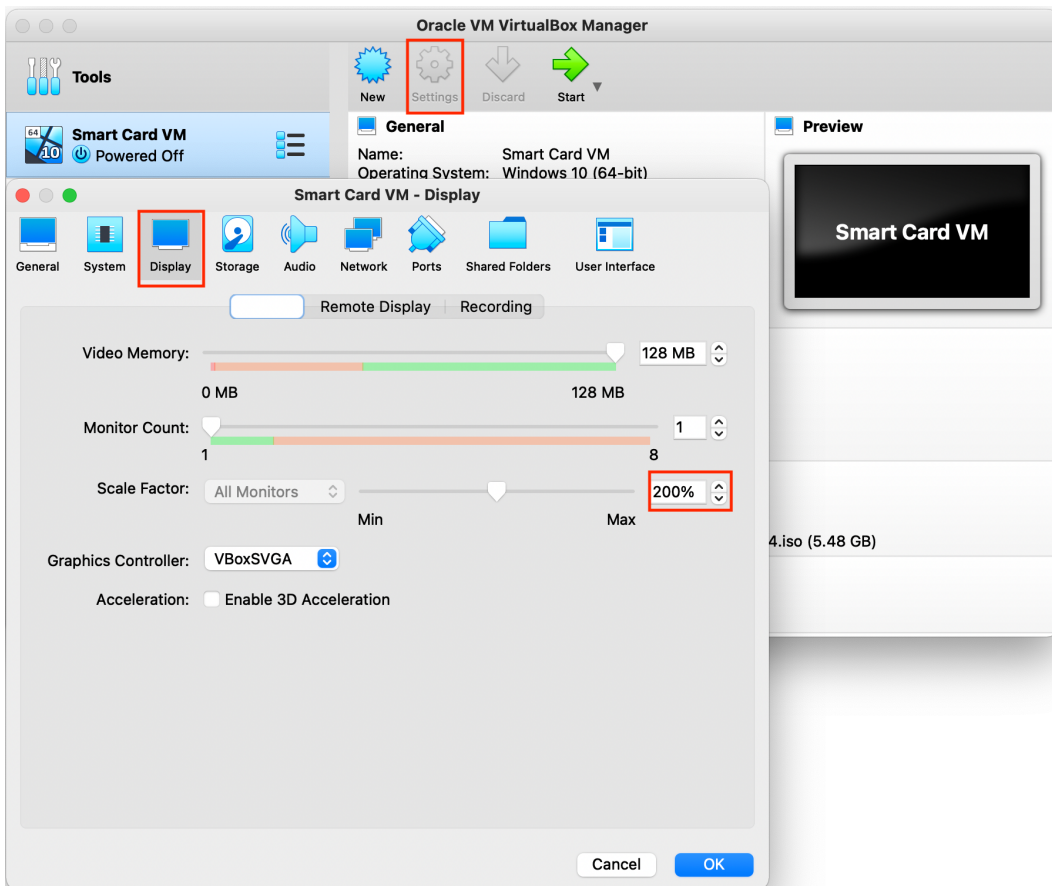 Oracle VM VirtualBox Manager
Tools
New
Settings
Discard
Start
64
10
Smart Card VM
Powered Off
General
Name: Smart Card VM
Operating System: Windows 10 (64-bit)
Preview
Smart Card VM
Smart Card VM - Display
General
System
Display
Storage
Audio
Network
Ports
Shared Folders
User Interface
Remote Display
Recording
Video Memory: 128 MB
0 MB 128 MB
Monitor Count: 1
1 8
Scale Factor: All Monitors 200%
Min Max
4.iso (5.48 GB)
Graphics Controller: VBoxSVGA
Acceleration: Enable 3D Acceleration
Cancel
OK